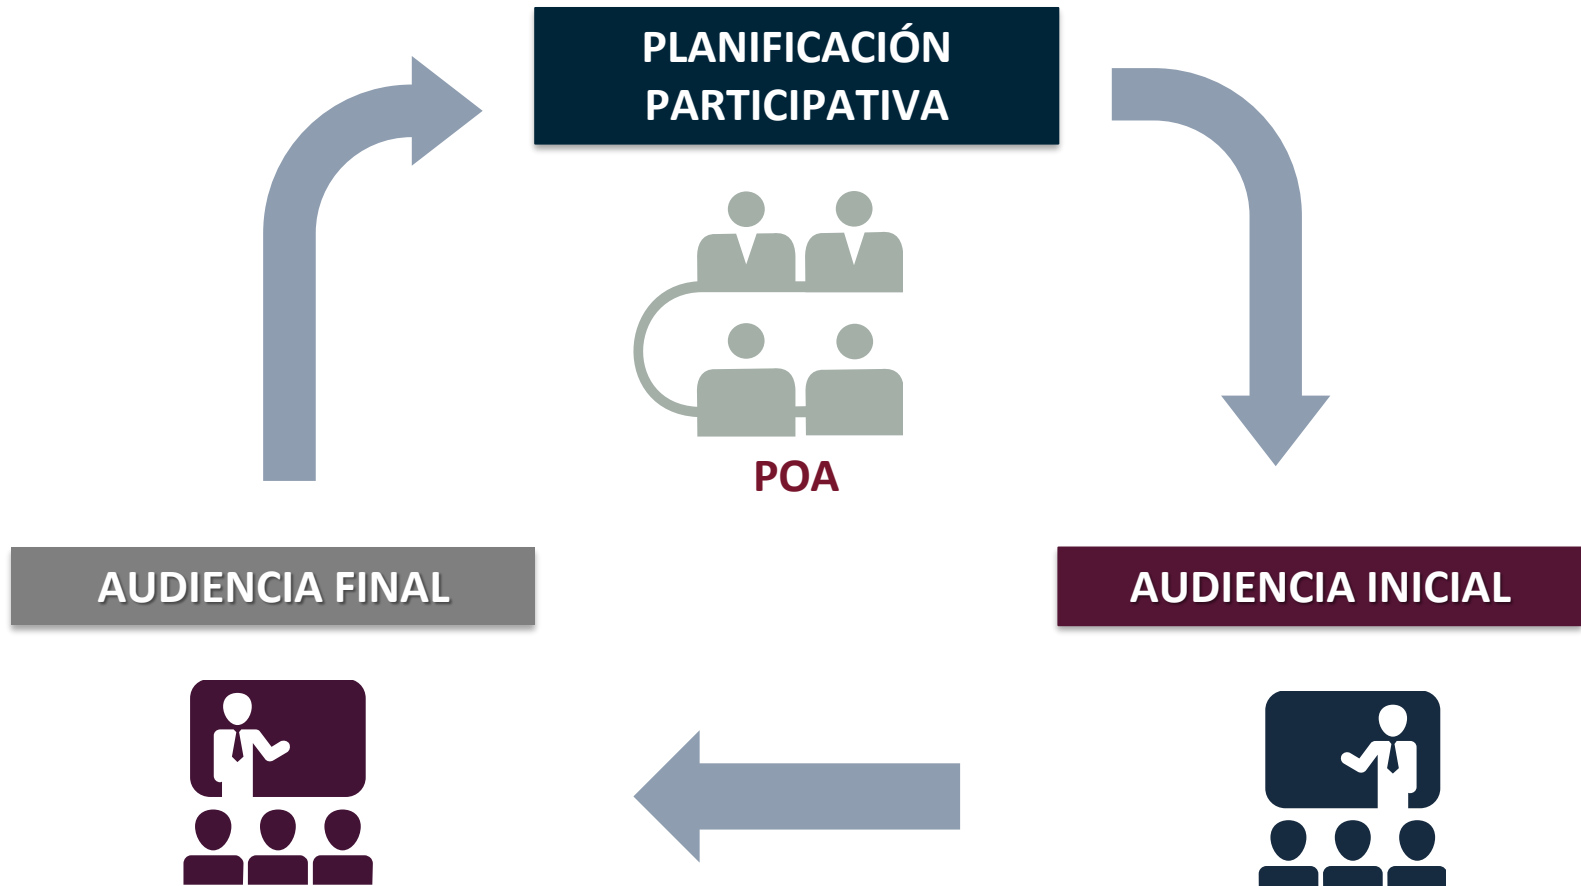 PLANIFICACIÓN
PARTICIPATIVA
POA
AUDIENCIA FINAL
AUDIENCIA INICIAL